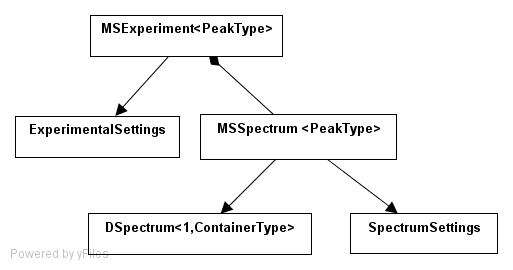 MSExperiment<PeakType>
ExperimentalSettings
MSSpectrum <PeakType>
DSpectrum<1,ContainerType>
SpectrumSettings
Powered by yFiles